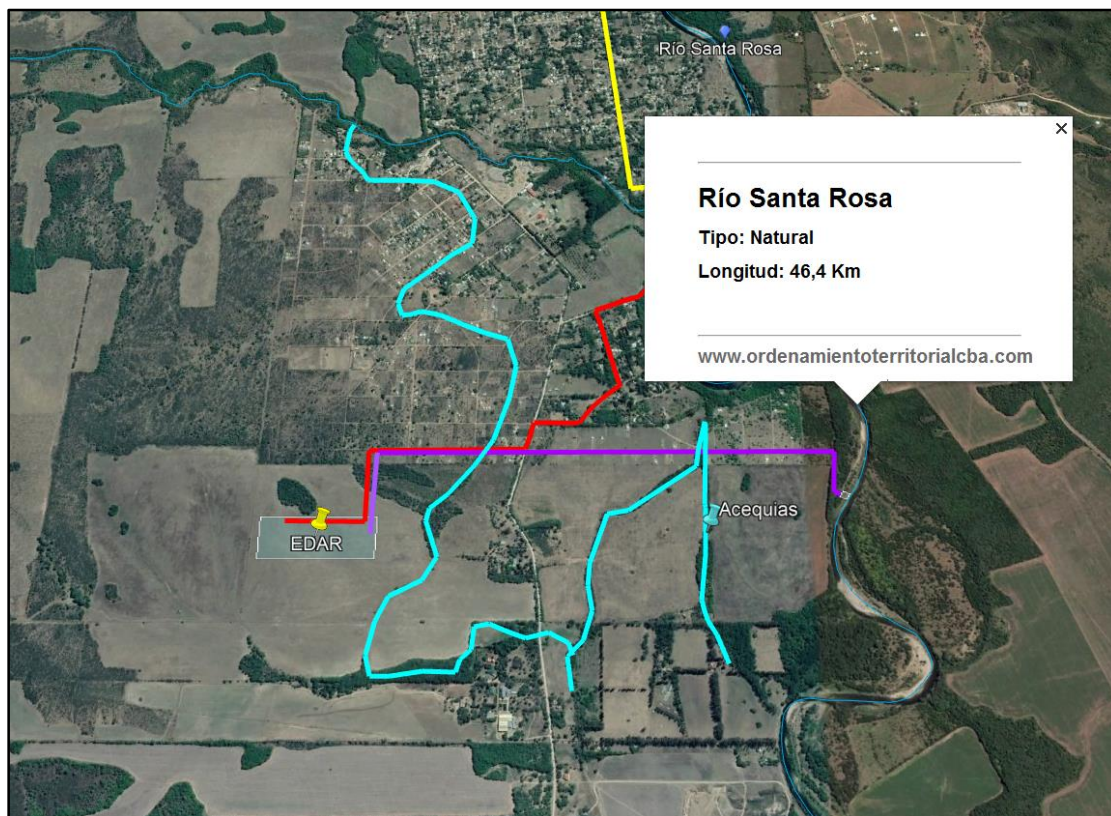 Río Santa Rosa
×
Río Santa Rosa
Tipo: Natural
Longitud: 46,4 Km
www.ordenamientoterritorialcba.com
Acequias
EDAR